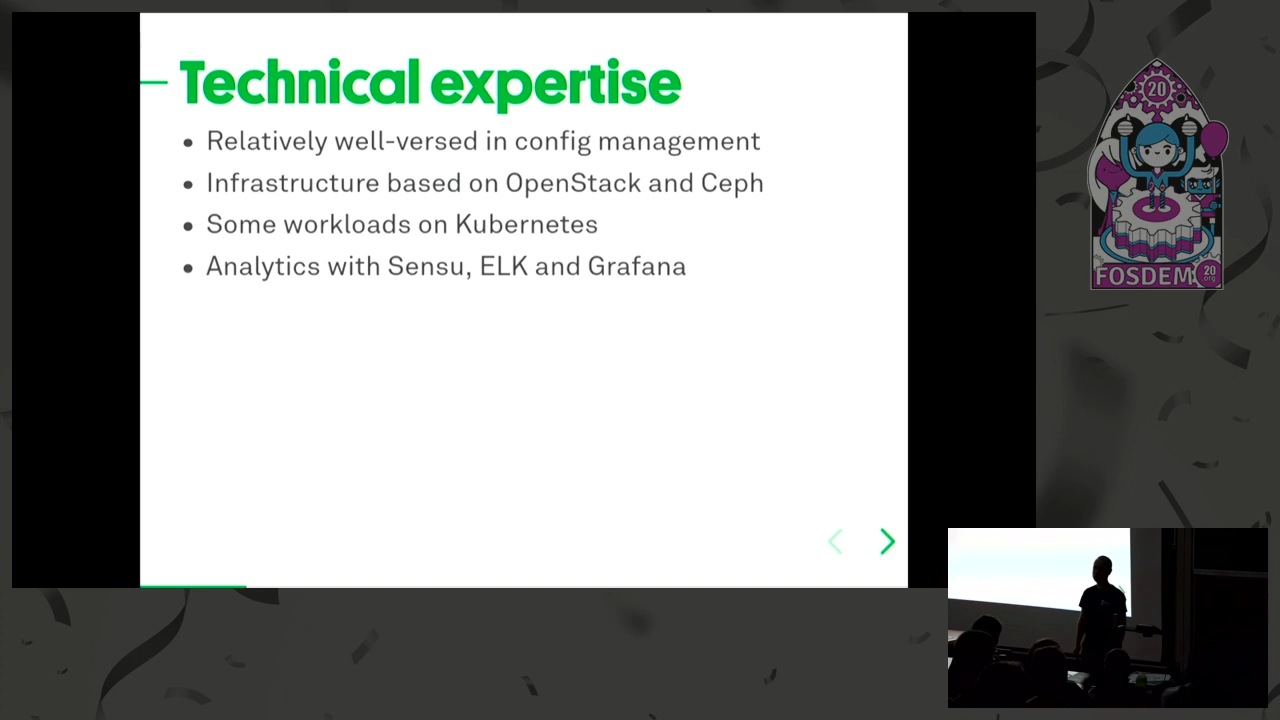 Technical expertise
Relatively well-versed in config management
Infrastructure based on OpenStack and Ceph
Some workloads on Kubernetes
Analytics with Sensu, ELK and Grafana
20
FOSDEM
20
.org